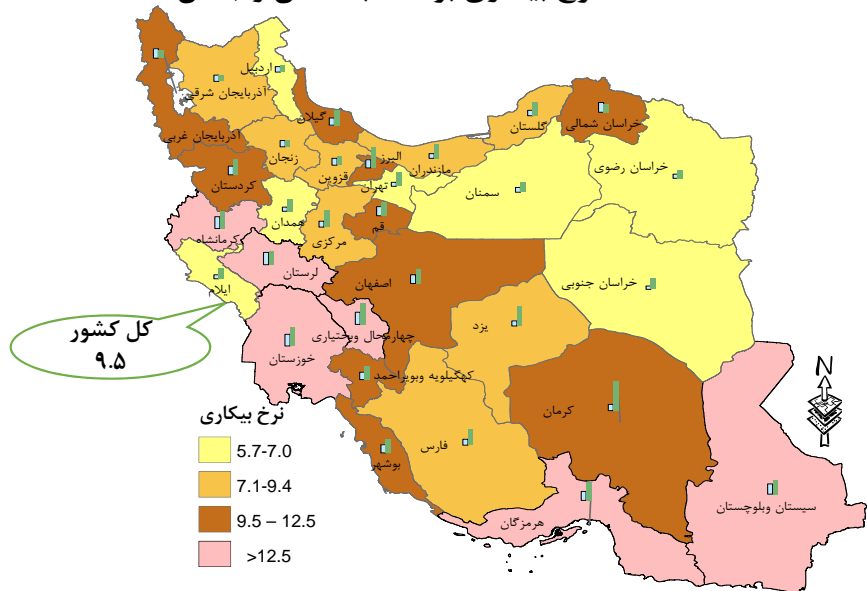 اردبیل
آذربایجان شرقی
گیلان
آذربایجان غربی
زنجان
کردستان
قزوین
البرز
مازندران
گلستان
خراسان شمالی
خراسان رضوی
تهران
سمنان
همدان
کرمانشاه
مرکزی
قم
لرستان
ایلام
اصفهان
خراسان جنوبی
کل کشور
۹.۵
خوزستان
چهارمحال وبختیاری
یزد
کهگیلویه وبویراحمد
کرمان
فارس
بوشهر
هرمزگان
سیستان وبلوچستان
N
نرخ بیکاری
5.7-7.0
7.1-9.4
9.5 – 12.5
>12.5